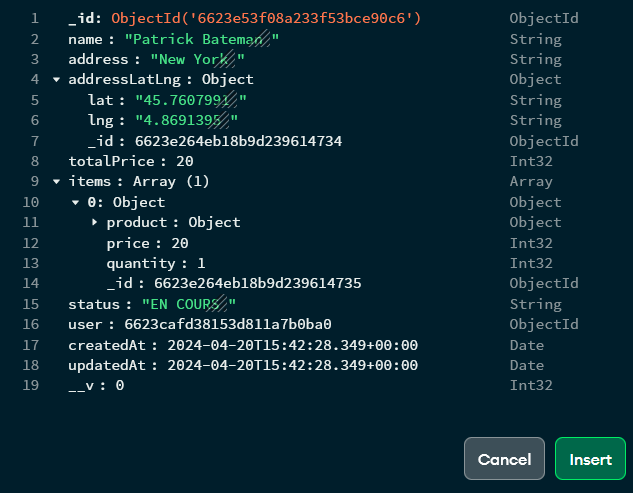 1 _id: ObjectId('6623e53f08a233f53bce90c6') ObjectId
2 name : "Patrick Bateman" String
3 address : "New York" String
4 addressLatLng : Object Object
5 lat : "45.7607991" String
6 lng : "4.8691395" String
7 _id : 6623e264eb18b9d239614734 ObjectId
8 totalPrice : 20 Int32
9 items : Array (1) Array
10 0: Object Object
11 product : Object Object
12 price : 20 Int32
13 quantity : 1 Int32
14 _id : 6623e264eb18b9d239614735 ObjectId
15 status : "EN COURS" String
16 user : 6623cafd38153d811a7b0ba0 ObjectId
17 createdAt : 2024-04-20T15:42:28.349+00:00 Date
18 updatedAt : 2024-04-20T15:42:28.349+00:00 Date
19 __v : 0 Int32
Cancel Insert